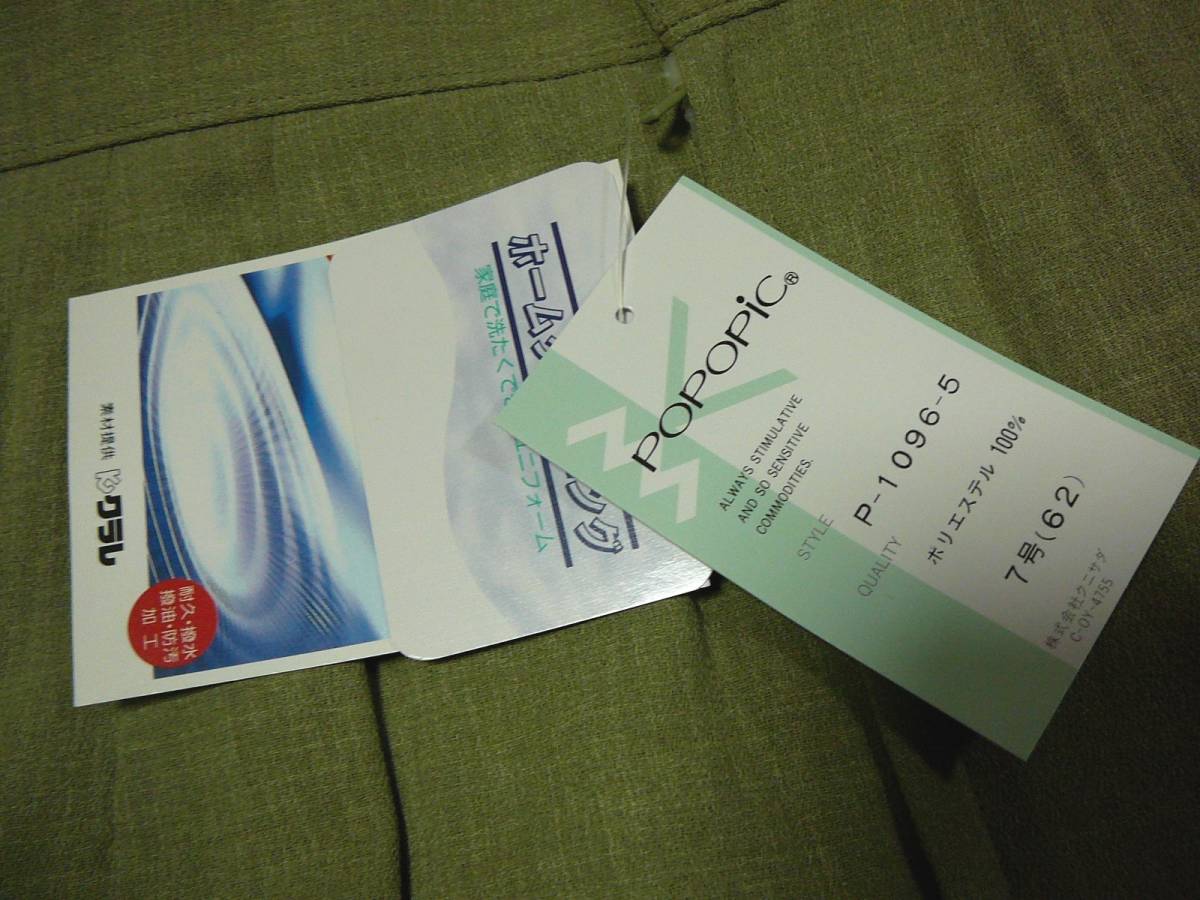 POPOPiC®
ALWAYS STIMULATIVE
AND SO SENSITIVE
COMMODITIES.
STYLE
P-1096-5
QUALITY
ポリエステル 100%
7号(62)
株式会社クニサダ
C-OY-4755
ホーム
ング
家庭で洗たくで
ユニフォーム
素材提供 クラレ
耐久・撥水
撥油・防汚
加工